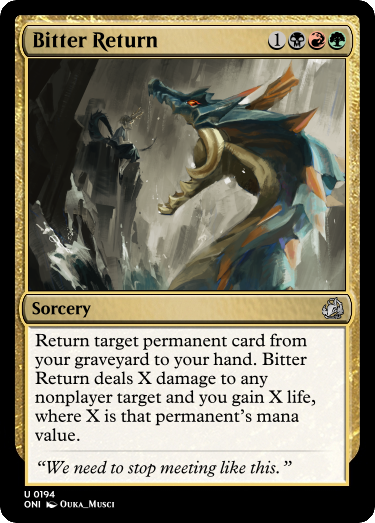 Bitter Return
1
Sorcery
Return target permanent card from
your graveyard to your hand. Bitter
Return deals X damage to any
nonplayer target and you gain X life,
where X is that permanent's mana
value.
“We need to stop meeting like this.”
U 0194
ONI Ouka_Musci